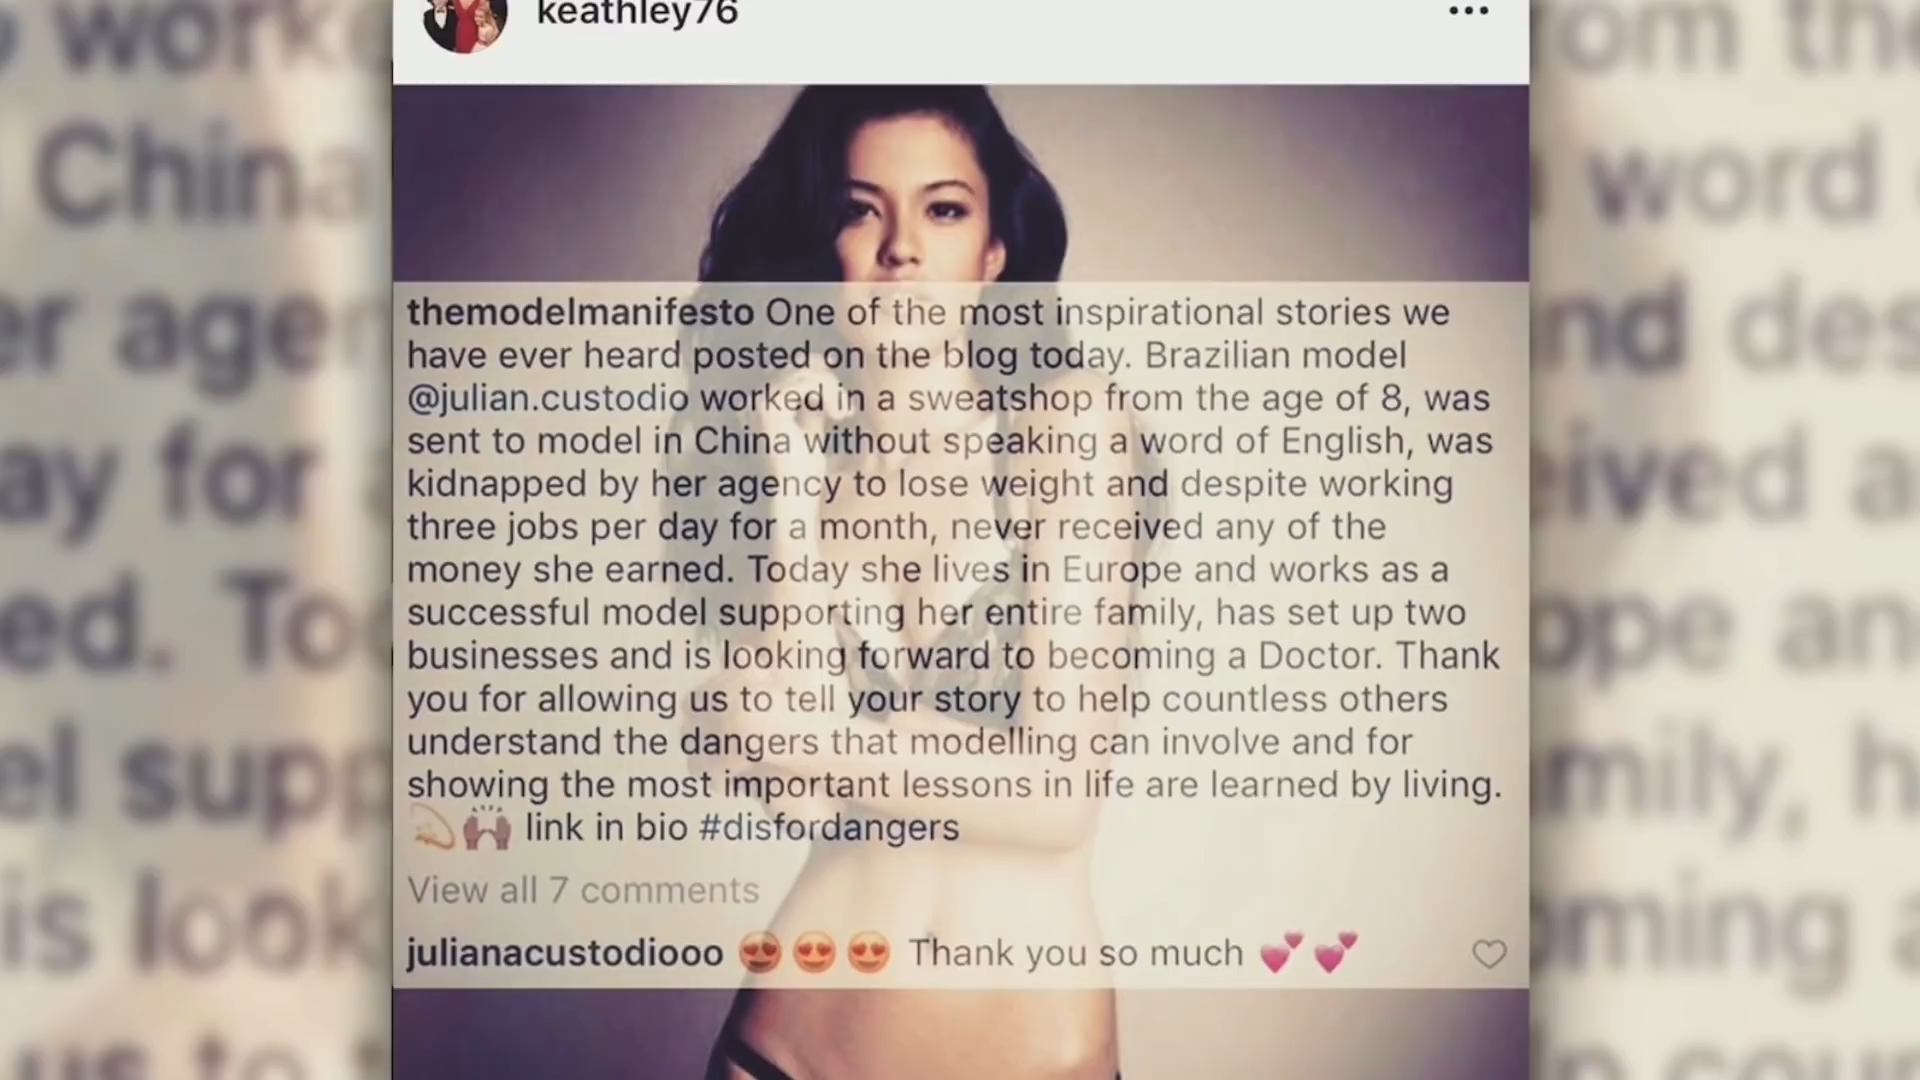 keathley76
themodelmanifesto One of the most inspirational stories we
have ever heard posted on the blog today. Brazilian model
@julian.custodio worked in a sweatshop from the age of 8, was
sent to model in China without speaking a word of English, was
kidnapped by her agency to lose weight and despite working
three jobs per day for a month, never received any of the
money she earned. Today she lives in Europe and works as a
successful model supporting her entire family, has set up two
businesses and is looking forward to becoming a Doctor. Thank
you for allowing us to tell your story to help countless others
understand the dangers that modelling can involve and for
showing the most important lessons in life are learned by living.
💫🙌🏾 link in bio #disfordangers
View all 7 comments
julianacustodiooo 😍😍😍 Thank you so much 💕💕